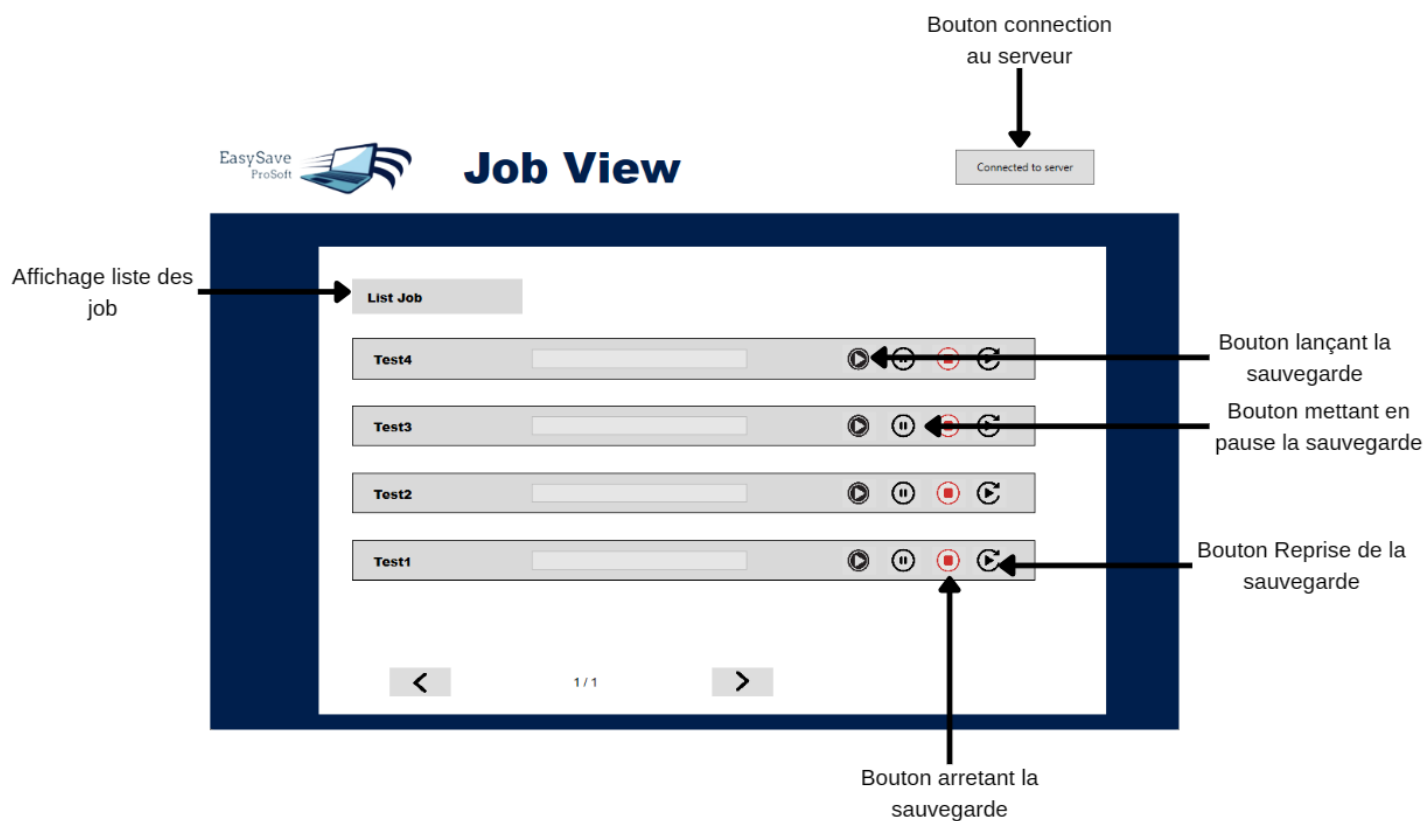 Bouton connection
au serveur
EasySave
ProSoft
Job View
Connected to server
Affichage liste des
job
List Job
Test4
Bouton lançant la
sauvegarde
Test3
Bouton mettant en
pause la sauvegarde
Test2
Test1
Bouton Reprise de la
sauvegarde
1 / 1
Bouton arretant la
sauvegarde